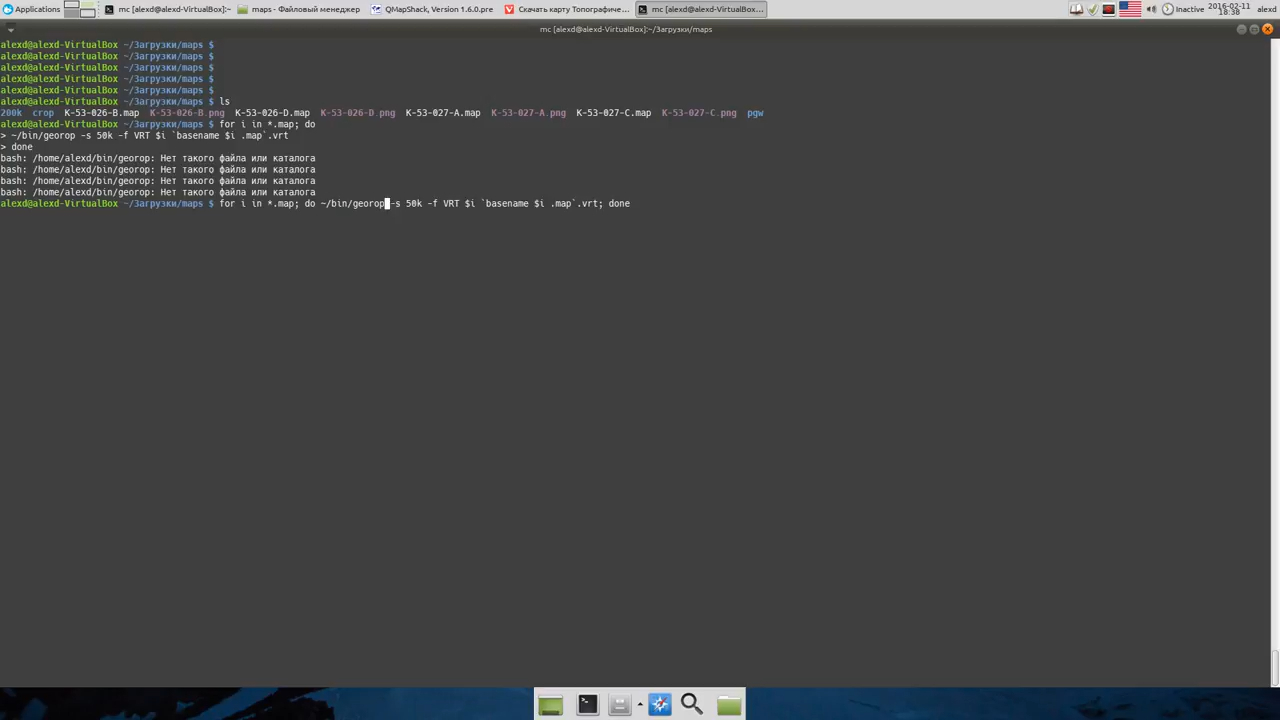 Applications mc [alexd@alexd-VirtualBox]:~... maps - Файловый менеджер QMapShack, Version 1.6.0.pre Скачать карту Топографиче... mc [alexd@alexd-VirtualBox... Inactive 2016-02-11 18:38 alexd
mc [alexd@alexd-VirtualBox]:~/Загрузки/maps
alexd@alexd-VirtualBox ~/Загрузки/maps $
alexd@alexd-VirtualBox ~/Загрузки/maps $
alexd@alexd-VirtualBox ~/Загрузки/maps $
alexd@alexd-VirtualBox ~/Загрузки/maps $
alexd@alexd-VirtualBox ~/Загрузки/maps $
alexd@alexd-VirtualBox ~/Загрузки/maps $ ls
200k crop K-53-026-B.map K-53-026-B.png K-53-026-D.map K-53-026-D.png K-53-027-A.map K-53-027-A.png K-53-027-C.map K-53-027-C.png pgw
alexd@alexd-VirtualBox ~/Загрузки/maps $ for i in *.map; do
> ~/bin/georop -s 50k -f VRT $i `basename $i .map`.vrt
> done
bash: /home/alexd/bin/georop: Нет такого файла или каталога
bash: /home/alexd/bin/georop: Нет такого файла или каталога
bash: /home/alexd/bin/georop: Нет такого файла или каталога
bash: /home/alexd/bin/georop: Нет такого файла или каталога
alexd@alexd-VirtualBox ~/Загрузки/maps $ for i in *.map; do ~/bin/georop -s 50k -f VRT $i `basename $i .map`.vrt; done